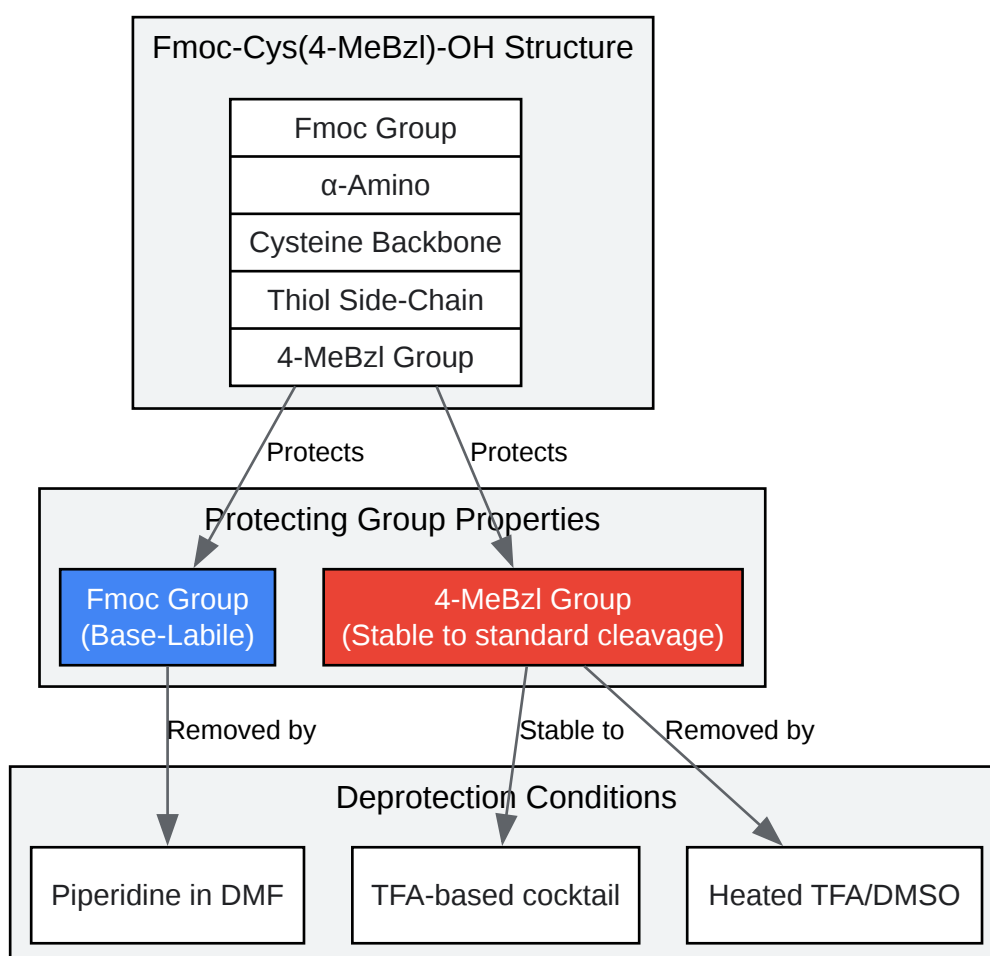 Fmoc-Cys(4-MeBzl)-OH Structure
Fmoc Group
α-Amino
Cysteine Backbone
Thiol Side-Chain
4-MeBzl Group
Protects
Protects
Protecting Group Properties
Fmoc Group
(Base-Labile)
4-MeBzl Group
(Stable to standard cleavage)
Removed by
Stable to
Removed by
Deprotection Conditions
Piperidine in DMF
TFA-based cocktail
Heated TFA/DMSO